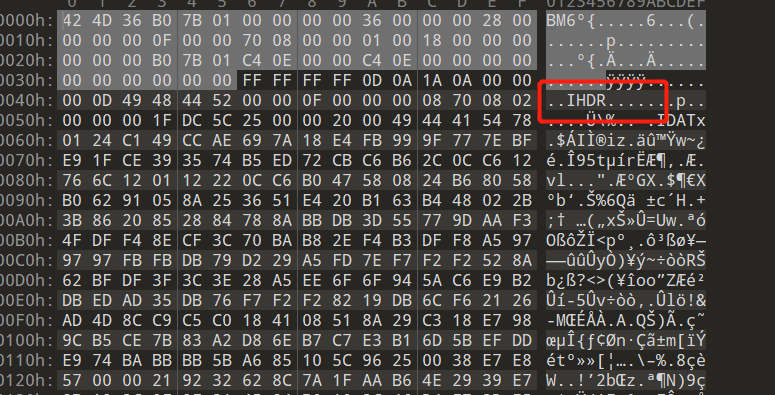 0 1 2 3 4 5 6 7 8 9 A B C D E F 0123456789ABCDEF
0000h: 42 4D 36 B0 7B 01 00 00 00 00 36 00 00 00 28 00 BM6°{.....6...(.
0010h: 00 00 00 0F 00 00 70 08 00 00 01 00 18 00 00 00 ......p.........
0020h: 00 00 00 B0 7B 01 C4 0E 00 00 C4 0E 00 00 00 00 ...°{.Ä...Ä.....
0030h: 00 00 00 00 00 00 FF FF FF FF 0D 0A 1A 0A 00 00 ......ÿÿÿÿ......
0040h: 00 0D 49 48 44 52 00 00 0F 00 00 08 70 08 02 ..IHDR.......p..
0050h: 00 00 00 1F DC 5C 25 00 00 20 00 49 44 41 54 78 ....Ü\%.. .IDATx
0060h: 01 24 C1 49 CC AE 69 7A 18 E4 FB 99 9F 77 BE BF .$ÁIÌ®iz.äû™Ÿw¾¿
0070h: E9 1F CE 39 35 74 B5 ED 72 CB C6 B6 2C 0C C6 12 é.Î95tµírËÆ¶,.Æ.
0080h: 76 6C 12 01 12 22 0C C6 B0 47 58 08 24 B6 80 58 vl...".Æ°GX.$¶€X
0090h: B0 62 91 05 8A 25 36 51 E4 20 B1 63 B4 48 02 2B °b‘.Š%6Qä ±c´H.+
00A0h: 3B 86 20 85 28 84 78 8A BB DB 3D 55 77 9D AA F3 ;† …(„xŠ»Û=Uw.ªó
00B0h: 4F DF F4 8E CF 3C 70 BA B8 2E F4 B3 DF F8 A5 97 OßôŽÏ<pº¸.ô³ßø¥—
00C0h: 97 97 FB FB DB 79 D2 29 A5 FD 7E F7 F2 F2 52 8A ——ûûÛyÒ)¥ý~÷òòRŠ
00D0h: 62 BF DF 3F 3C 3E 28 A5 EE 6F 6F 94 5A C6 E9 B2 b¿ß?<>(¥îoo”ZÆé²
00E0h: DB ED AD 35 DB 76 F7 F2 F2 82 19 DB 6C F6 21 26 Ûí-5Ûv÷òò‚.Ûlö!&
00F0h: AD 4D 8C C9 C5 C0 18 41 08 51 8A 29 C3 18 E7 98 -MŒÉÅÀ.A.QŠ)Ã.ç˜
0100h: 9C B5 CE 7B 83 A2 D8 6E B7 C7 E3 B1 6D 5B EF DD œµÎ{ƒ¢Øn·Çã±m[ïÝ
0110h: E9 74 BA BB BB 5B A6 85 10 5C 96 25 00 38 E7 E8 étº»»[¦….\–%.8çè
0120h: 57 00 00 21 92 32 62 8C 7A 1F AA B6 4E 29 39 E7 W..!’2bŒz.ª¶N)9ç